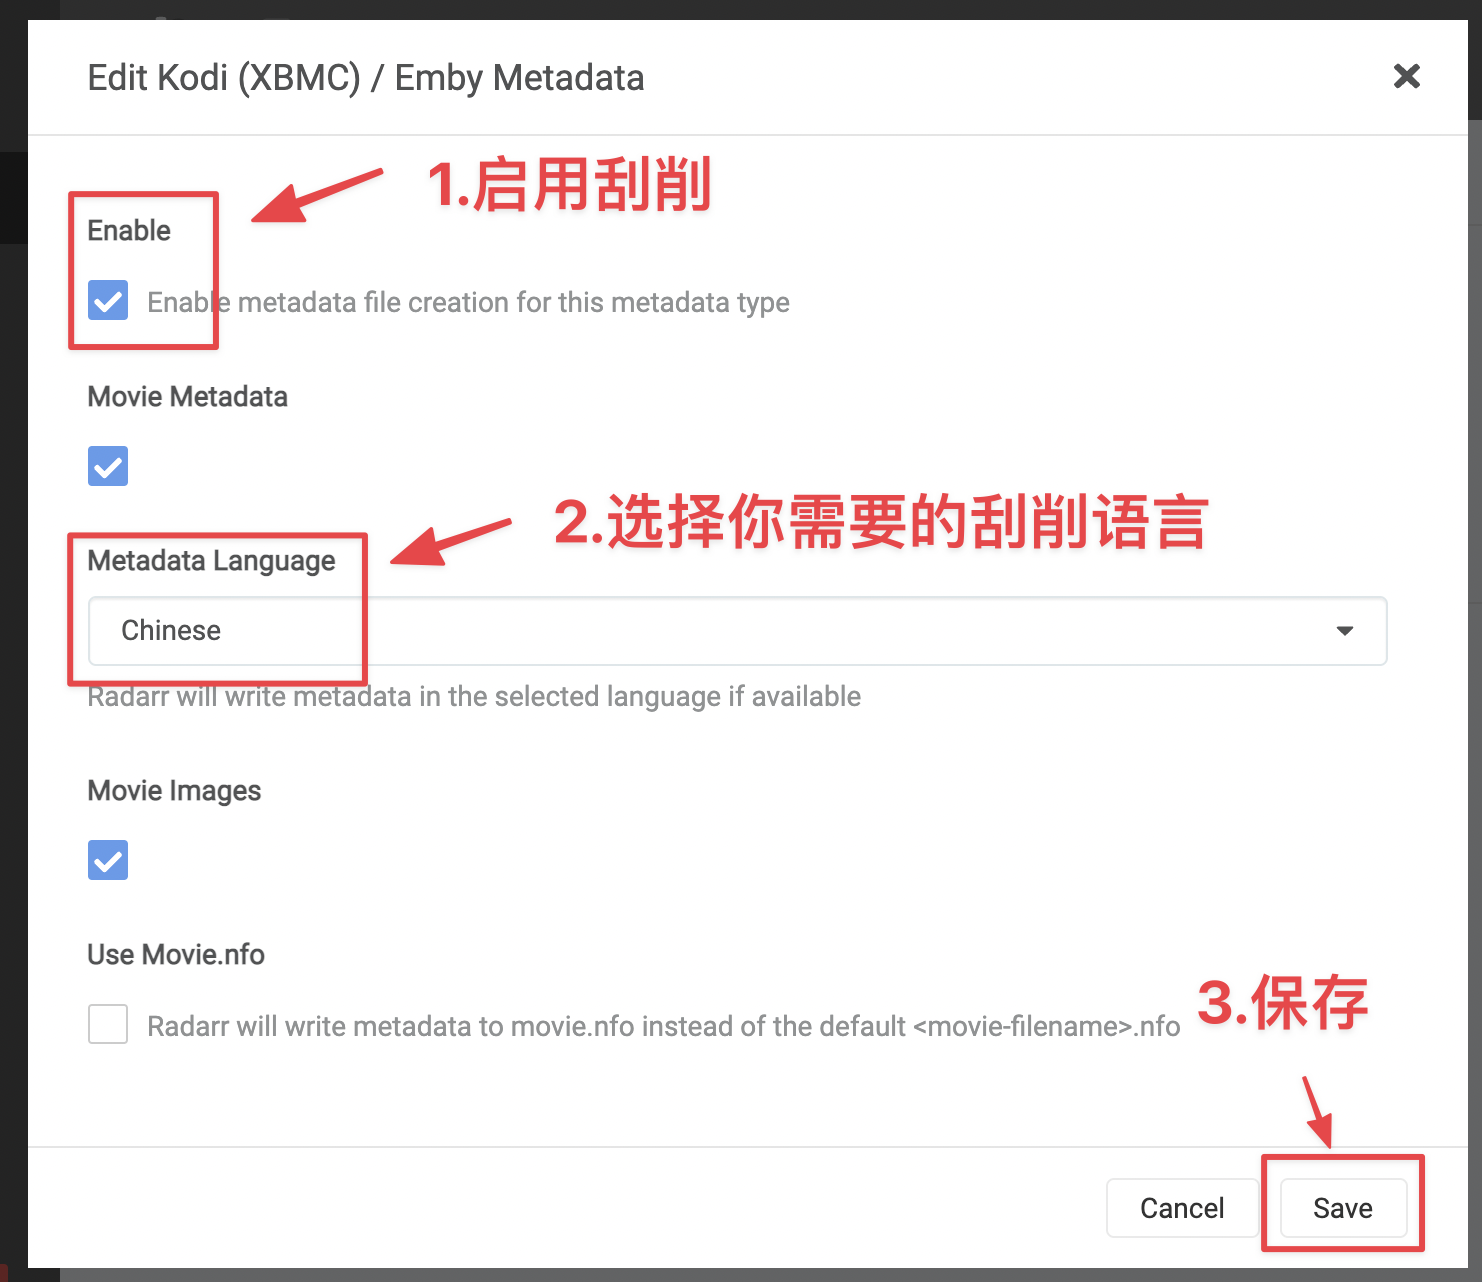 Edit Kodi (XBMC) / Emby Metadata
1.启用刮削
Enable
Enable metadata file creation for this metadata type
Movie Metadata
2.选择你需要的刮削语言
Metadata Language
Chinese
Radarr will write metadata in the selected language if available
Movie Images
Use Movie.nfo
Radarr will write metadata to movie.nfo instead of the default <movie-filename>.nfo
3.保存
Cancel
Save